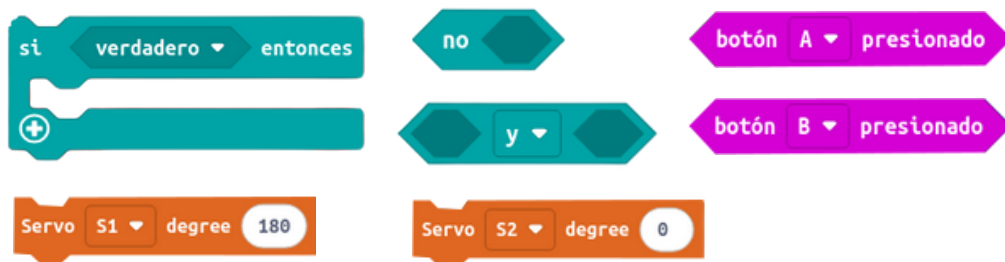 si verdadero entonces
no
botón A presionado
y
botón B presionado
Servo S1 degree 180
Servo S2 degree 0